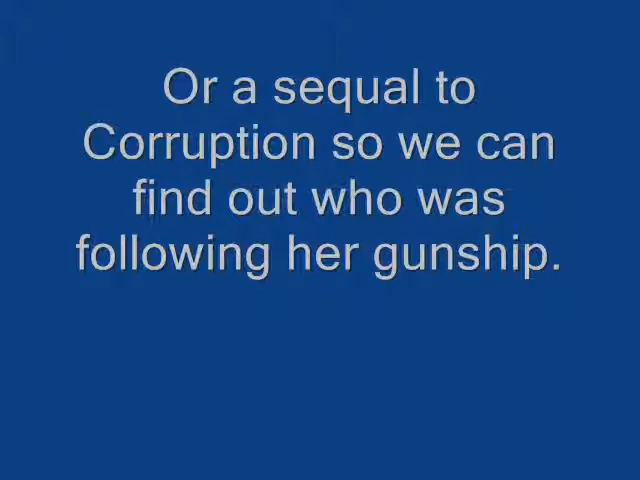 Or a sequal to
Corruption so we can
find out who was
following her gunship.